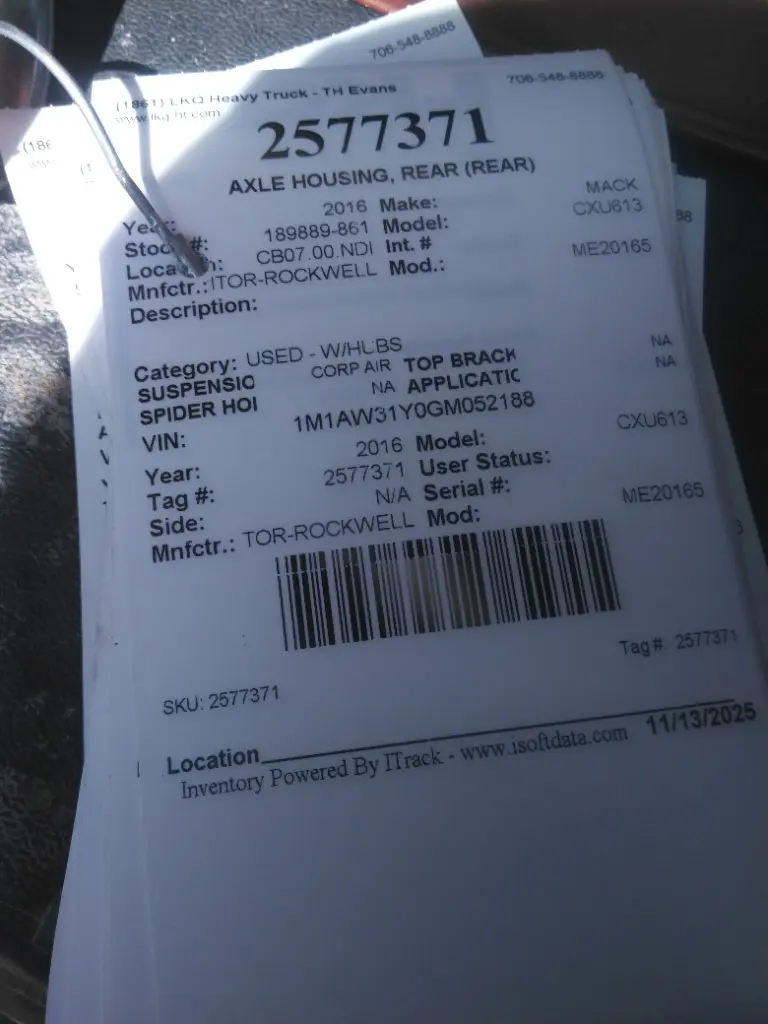 706-548-8888
(1861) LKQ Heavy Truck - TH Evans 706-548-8888
www.lkq-ht.com
2577371
AXLE HOUSING, REAR (REAR)
Year: 2016 Make: MACK
Stock #: 189889-861 Model: CXU613
Location: CB07.00.NDI Int. #
Mnfctr.: ITOR-ROCKWELL Mod.: ME20165
Description:
Category: USED - W/HUBS
SUSPENSIO CORP AIR TOP BRACK NA
SPIDER HOI NA APPLICATIC NA
VIN: 1M1AW31Y0GM052188
Year: 2016 Model: CXU613
Tag #: 2577371 User Status:
Side: N/A Serial #:
Mnfctr.: TOR-ROCKWELL Mod: ME20165
Tag# 2577371
SKU: 2577371
Location 11/13/2025
Inventory Powered By ITrack - www.isoftdata.com
(186
88